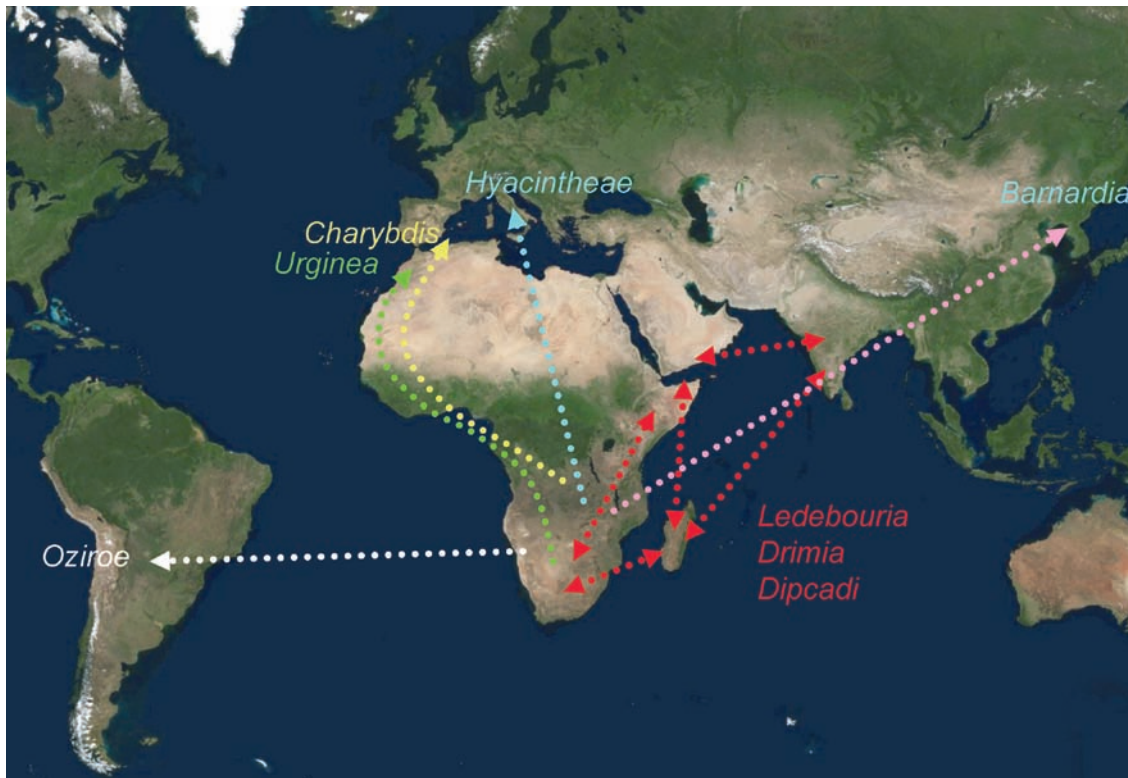 Hyacintheae
Barnardia
Charybdis
Urginea
Ledebouria
Oziroe
Drimia
Dipcadi